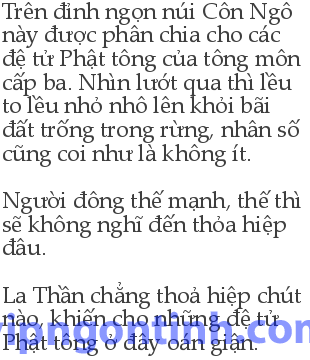 Trên đỉnh ngọn núi Côn Ngô
này được phân chia cho các
đệ tử Phật tông của tông môn
cấp ba. Nhìn lướt qua thì lều
to lều nhỏ nhô lên khỏi bãi
đất trống trong rừng, nhân số
cũng coi như là không ít.
Người đông thế mạnh, thế thì
sẽ không nghĩ đến thỏa hiệp
đâu.
La Thần chẳng thoả hiệp chút
nào, khiến cho những đệ tử
Phật tông ở đây oán giận.
vipngontinh.com